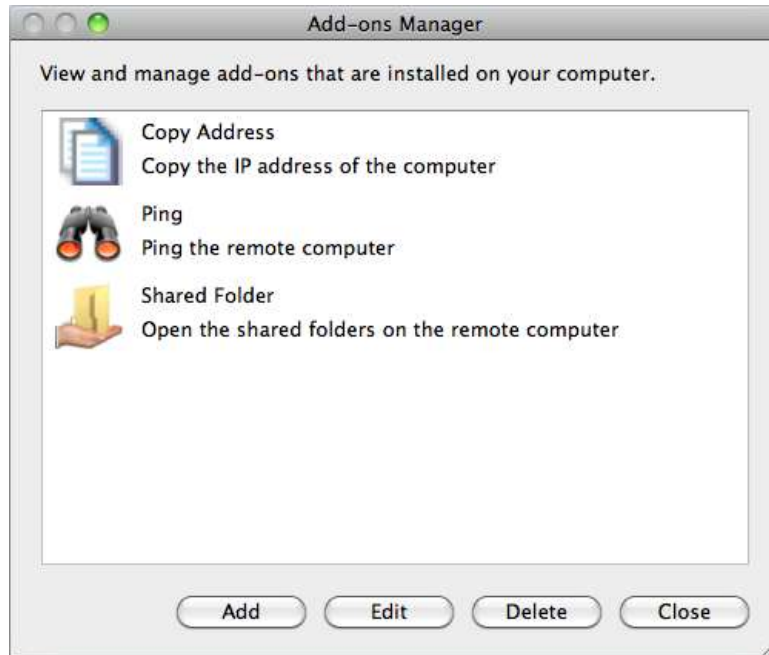 Add-ons Manager
View and manage add-ons that are installed on your computer.
Copy Address
Copy the IP address of the computer
Ping
Ping the remote computer
Shared Folder
Open the shared folders on the remote computer
Add Edit Delete Close